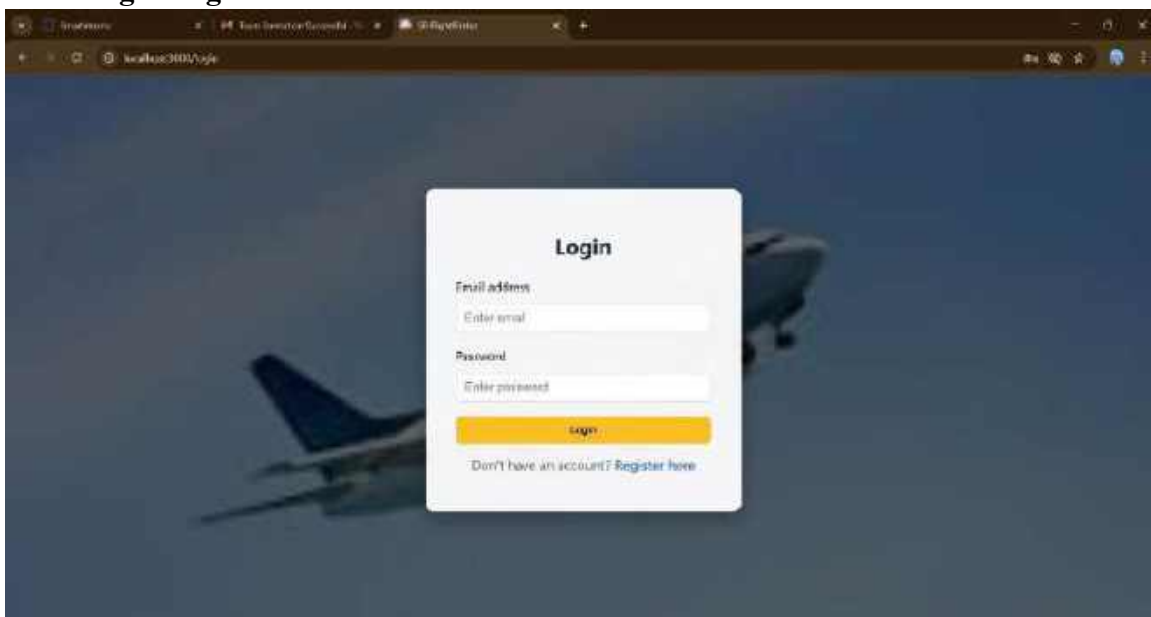 localhost:3000/login
Login
Email address
Enter email
Password
Enter password
Login
Don't have an account? Register here